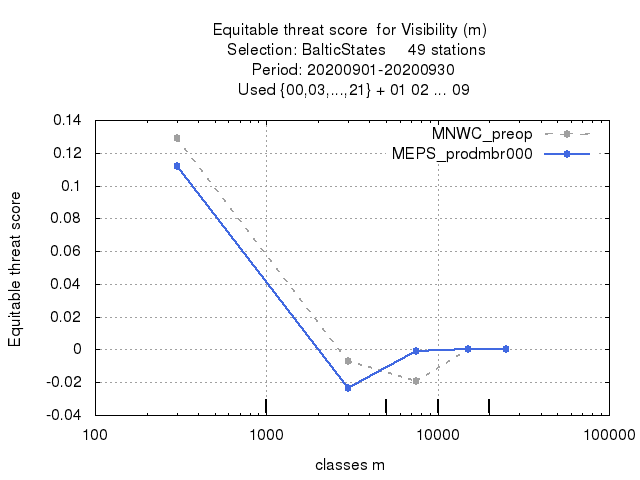 Equitable threat score for Visibility (m)
Selection: BalticStates 49 stations
Period: 20200901-20200930
Used {00,03,...,21} + 01 02 ... 09
MNWC_preop
MEPS_prodmbr000
0.14
0.12
0.1
0.08
0.06
0.04
0.02
0
-0.02
-0.04
Equitable threat score
100 1000 10000 100000
classes m